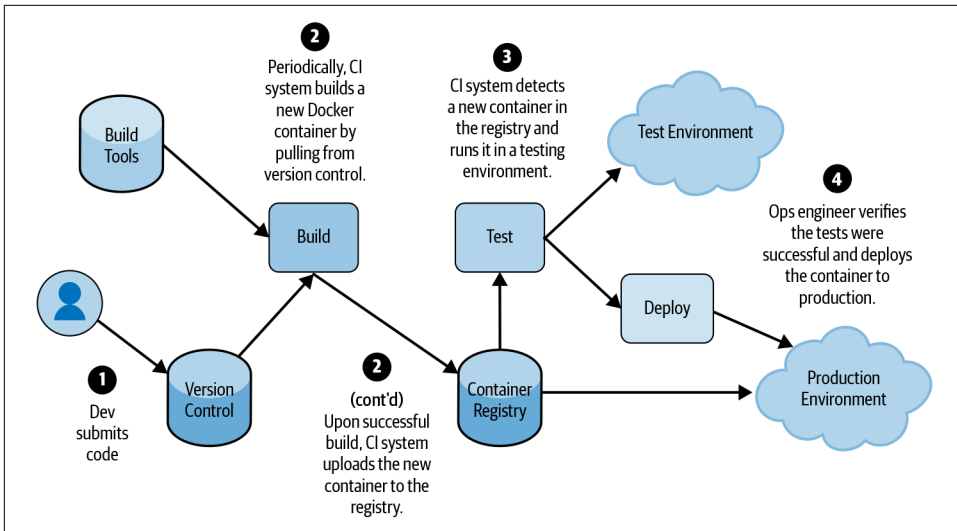 2
Periodically, CI
system builds a
new Docker
container by
pulling from
version control.
3
CI system detects
a new container in
the registry and
runs it in a testing
environment.
Test Environment
Build
Tools
4
Ops engineer verifies
the tests were
successful and deploys
the container to
production.
Build
Test
Deploy
1
Dev
submits
code
Version
Control
2
(cont'd)
Upon successful
build, CI system
uploads the new
container to the
registry.
Container
Registry
Production
Environment